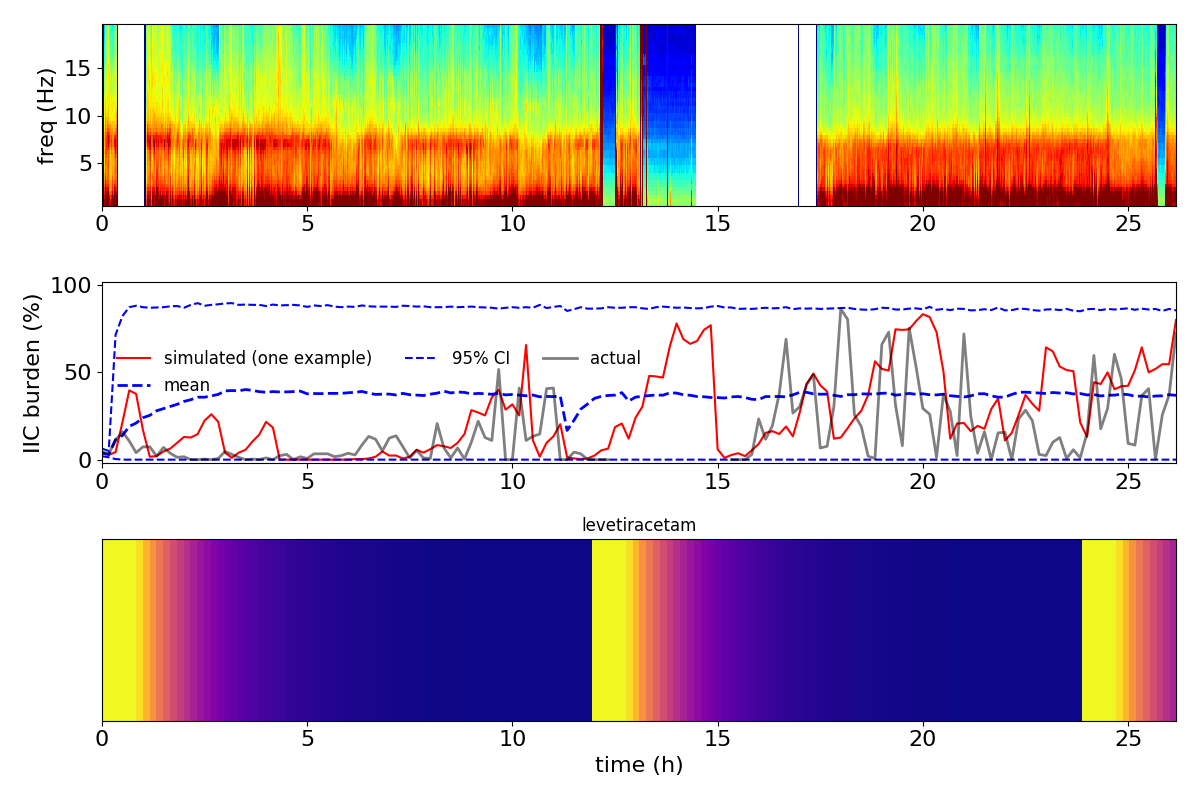 freq (Hz)
15
10
5
0 5 10 15 20 25
IIC burden (%)
100
50
0
simulated (one example) 95% CI actual
mean
0 5 10 15 20 25
levetiracetam
0 5 10 15 20 25
time (h)